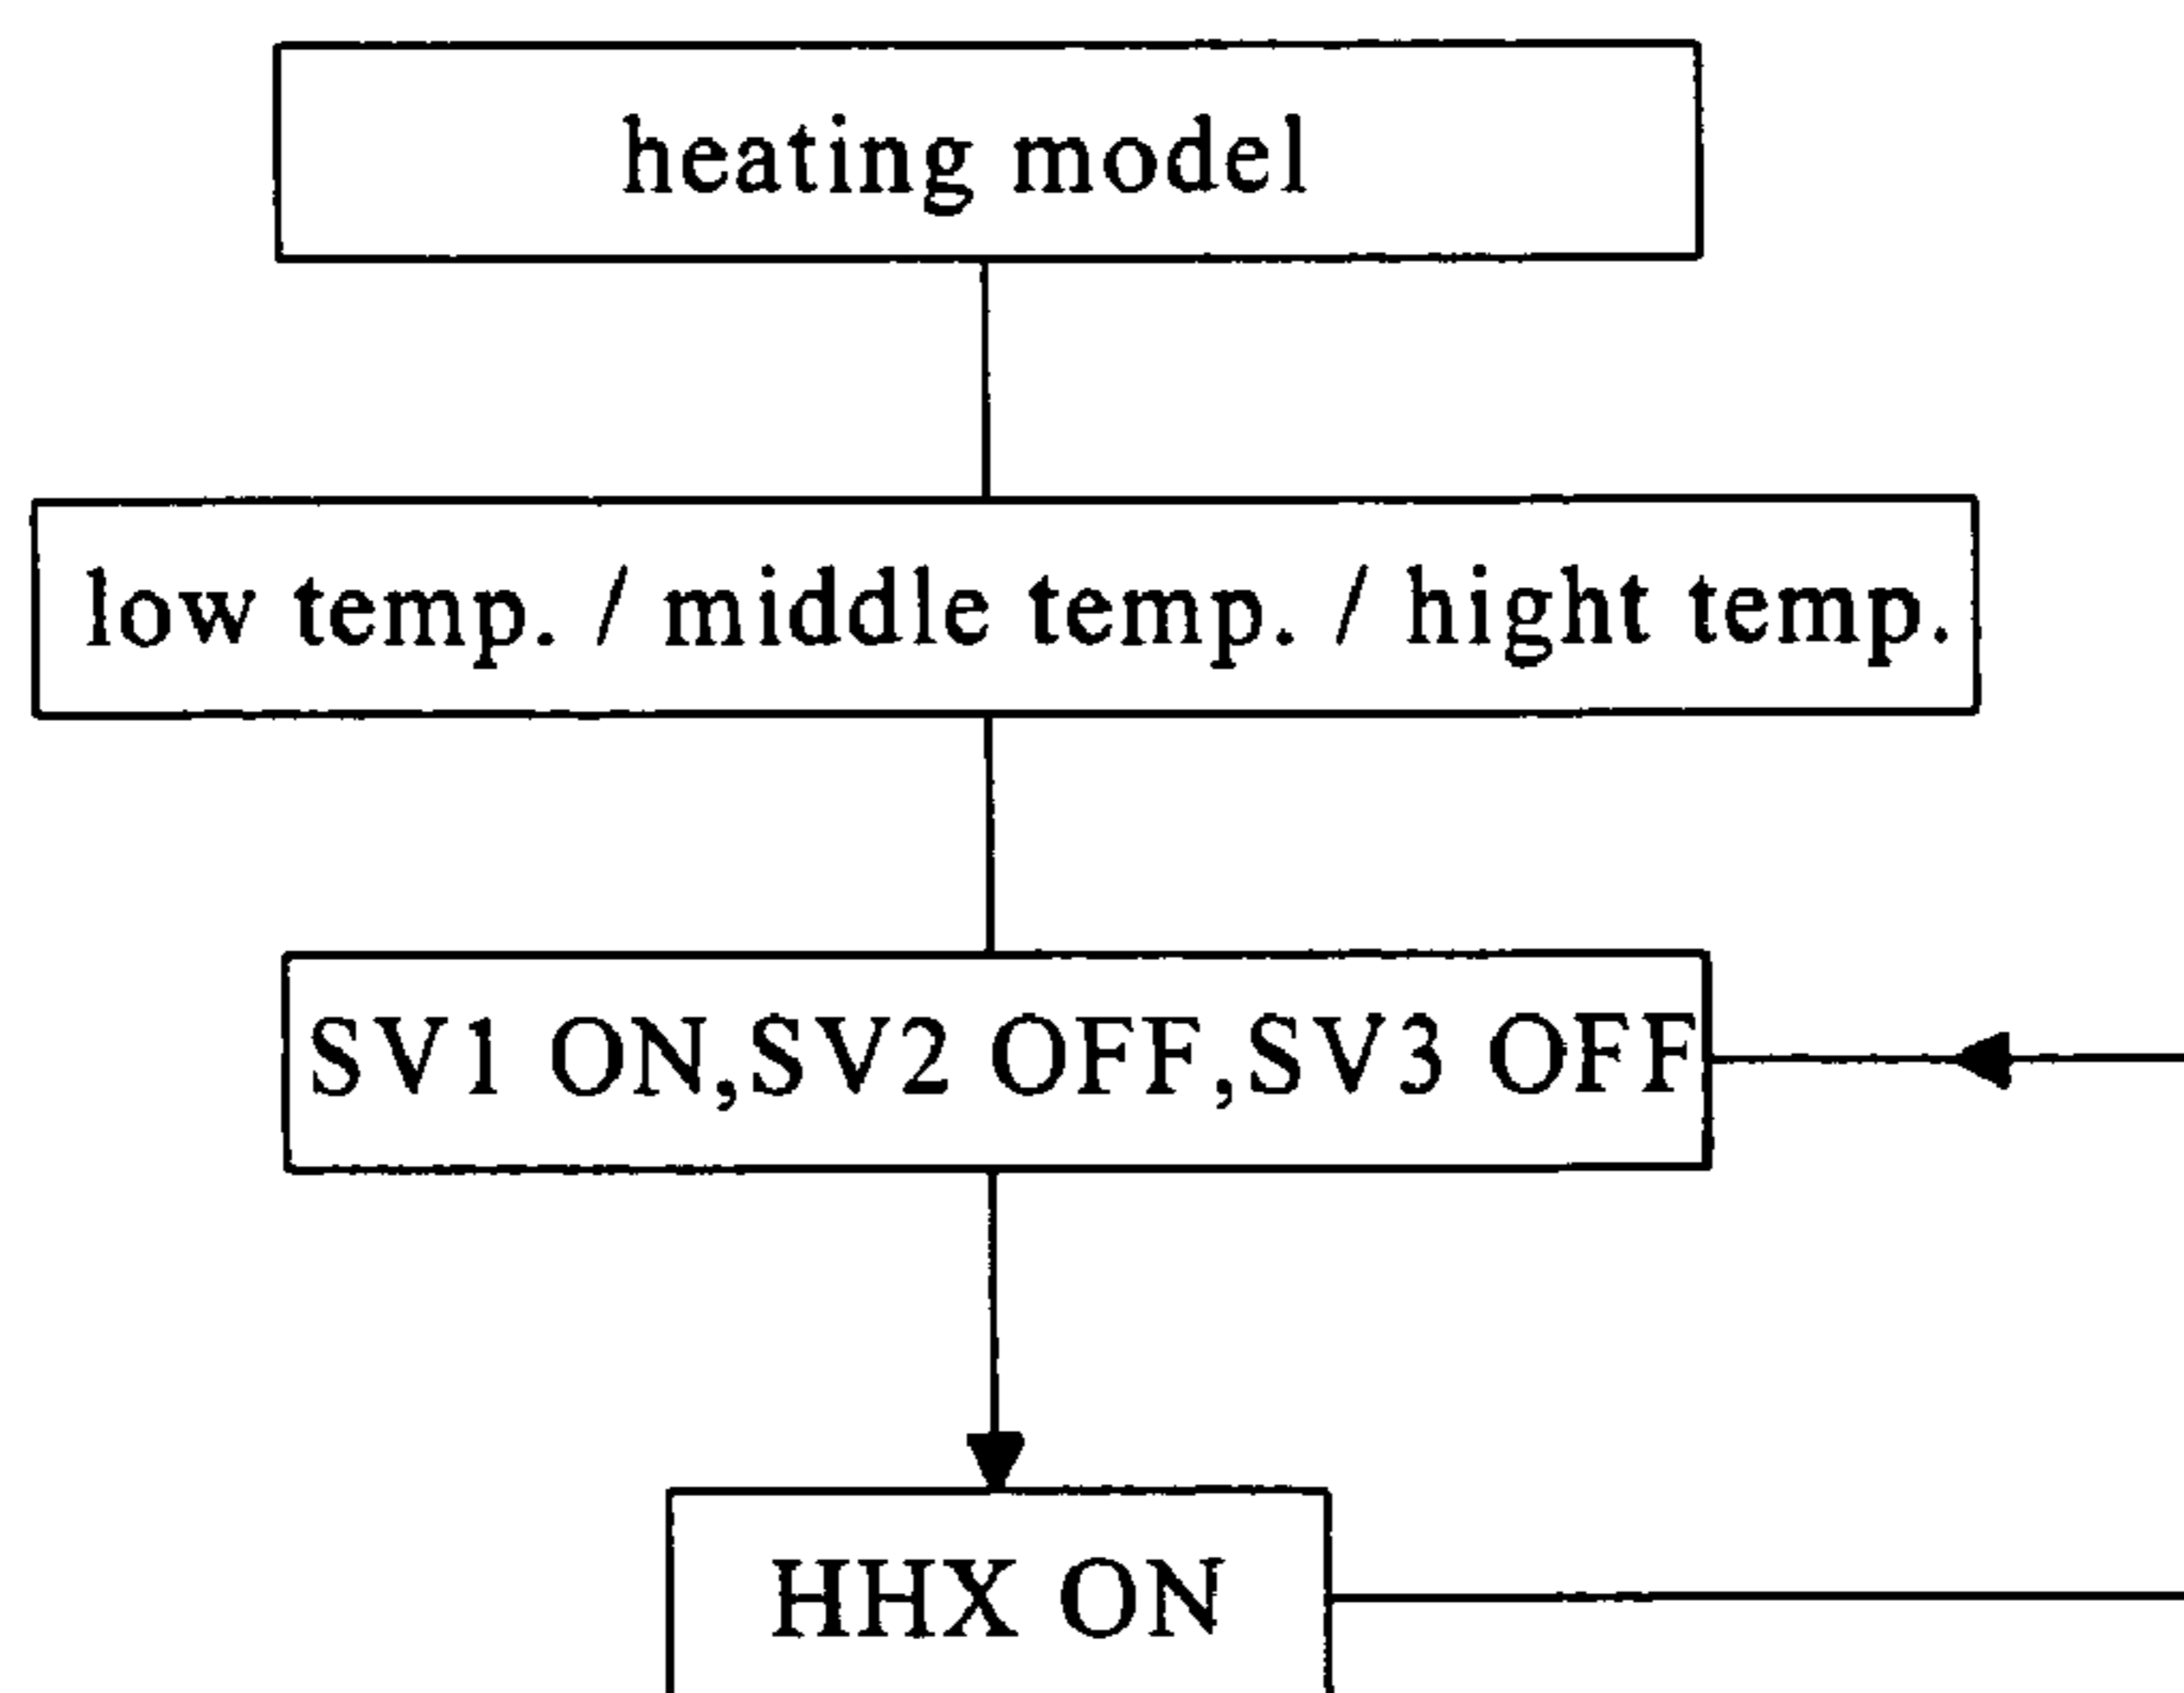 heating model
low temp. / middle temp. / hight temp.
SV1 ON,SV2 OFF,SV3 OFF
HHX ON